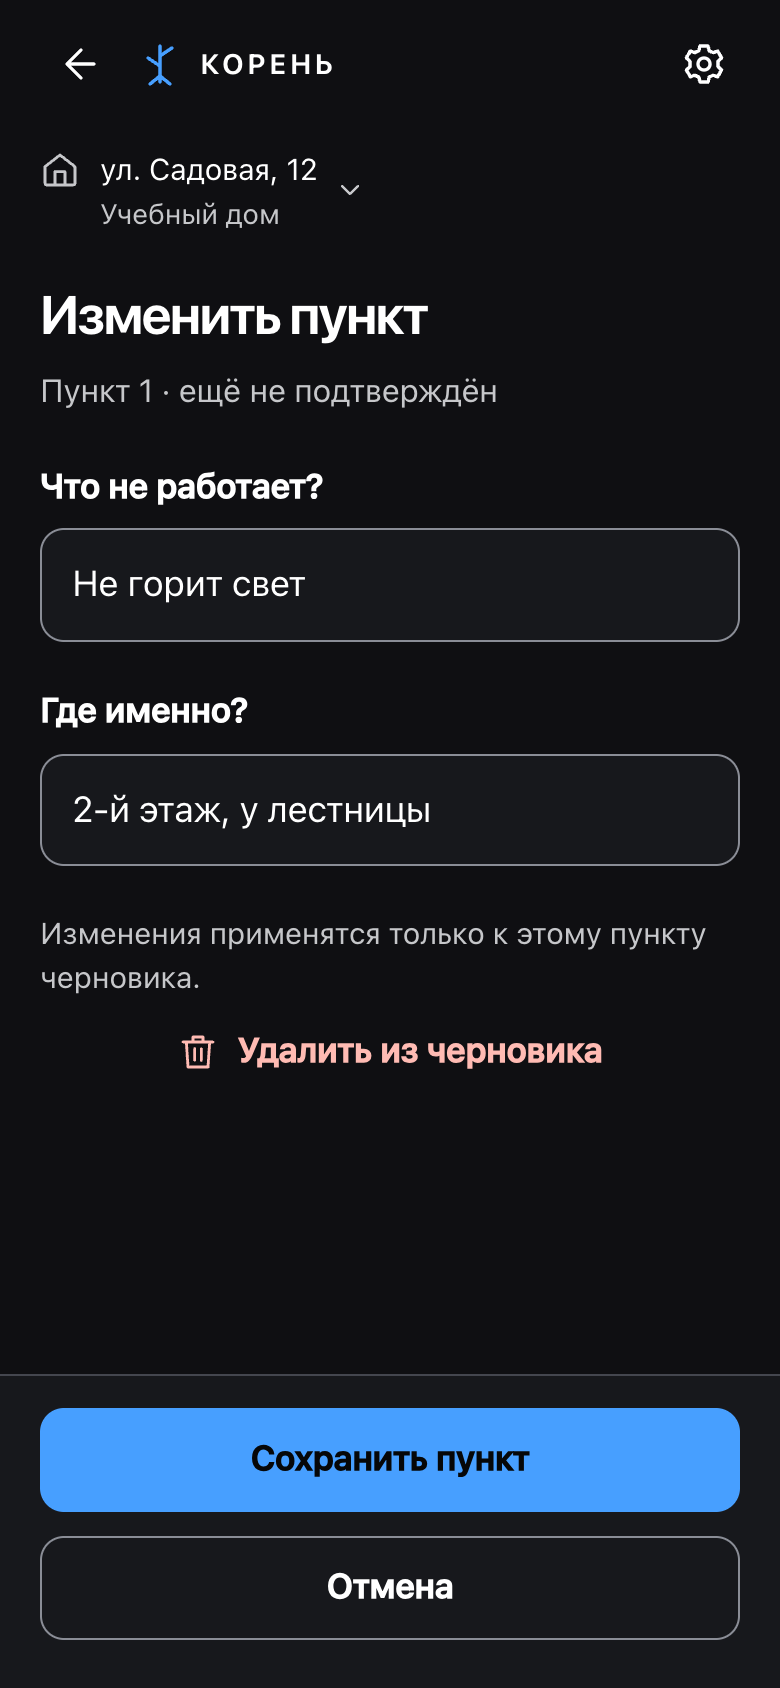 КОРЕНЬ
ул. Садовая, 12
Учебный дом
Изменить пункт
Пункт 1 · ещё не подтверждён
Что не работает?
Не горит свет
Где именно?
2-й этаж, у лестницы
Изменения применятся только к этому пункту
черновика.
Удалить из черновика
Сохранить пункт
Отмена